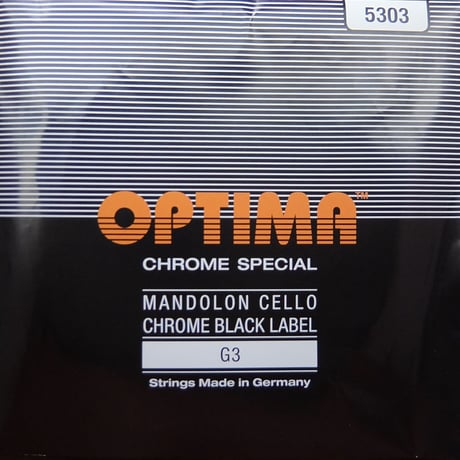 5303
OPTIMA™
CHROME SPECIAL
MANDOLON CELLO
CHROME BLACK LABEL
G3
Strings Made in Germany